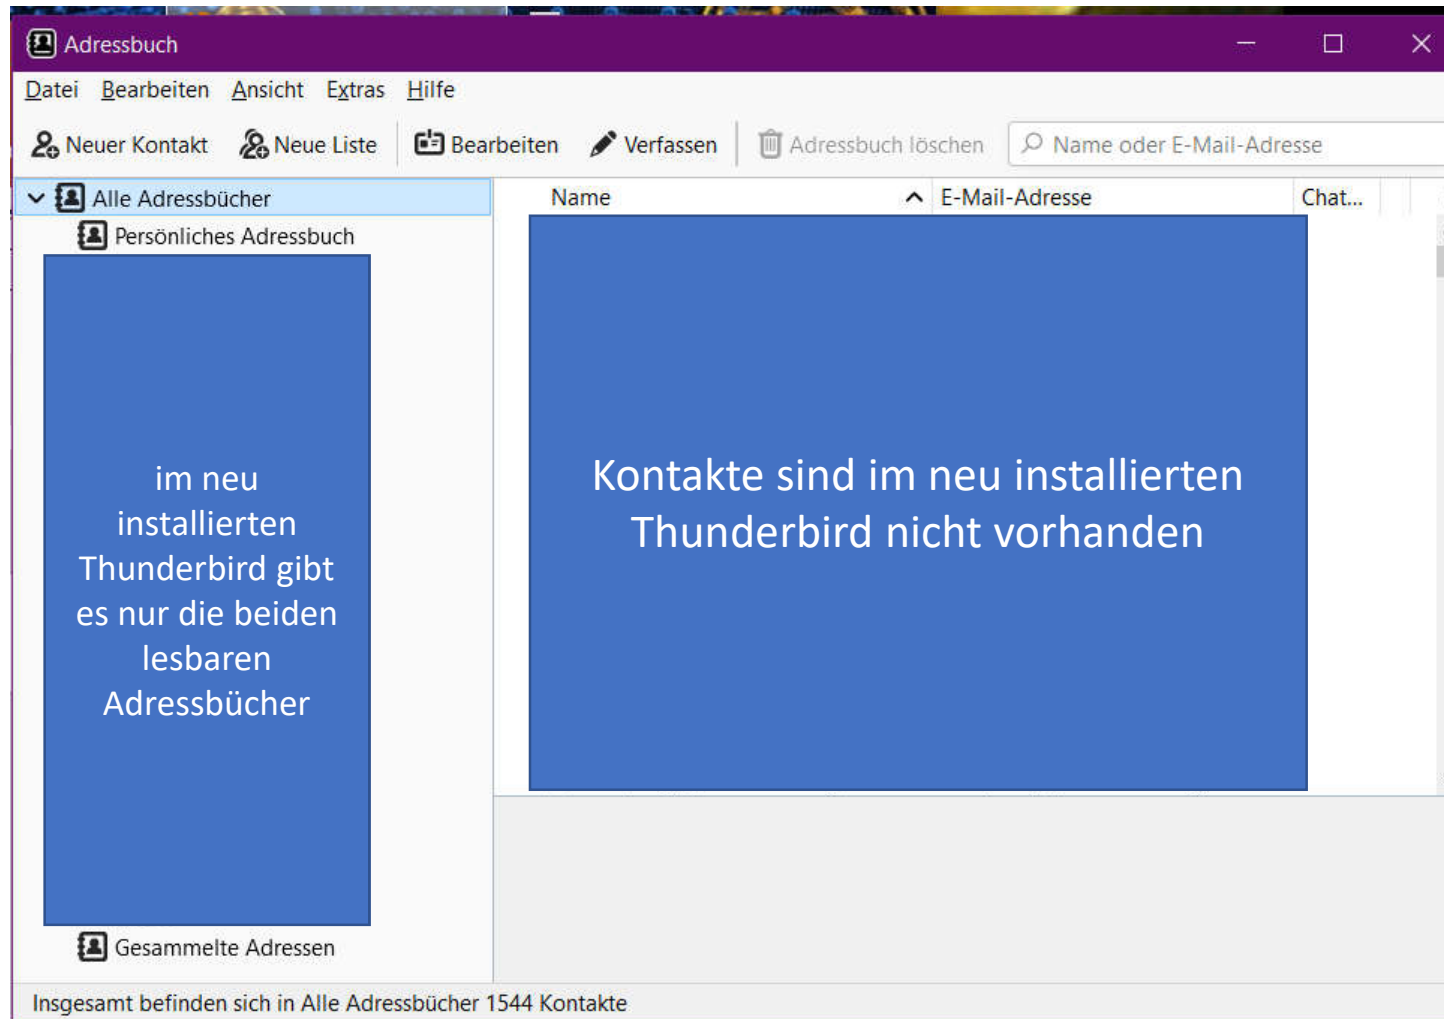 Adressbuch
Datei Bearbeiten Ansicht Extras Hilfe
Neuer Kontakt Neue Liste Bearbeiten Verfassen Adressbuch löschen Name oder E-Mail-Adresse
Alle Adressbücher
Name E-Mail-Adresse Chat...
Persönliches Adressbuch
im neu
installierten
Thunderbird gibt
es nur die beiden
lesbaren
Adressbücher
Kontakte sind im neu installierten
Thunderbird nicht vorhanden
Gesammelte Adressen
Insgesamt befinden sich in Alle Adressbücher 1544 Kontakte